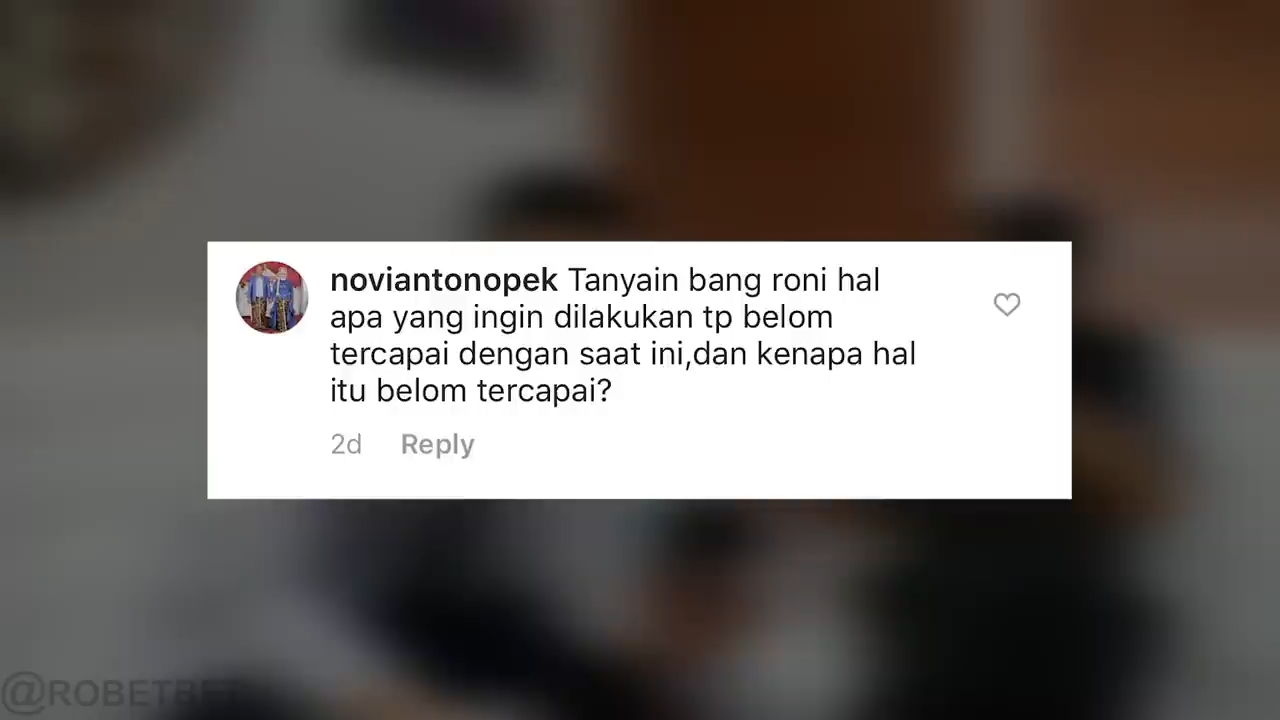 noviantonopek Tanyain bang roni hal
apa yang ingin dilakukan tp belom
tercapai dengan saat ini,dan kenapa hal
itu belom tercapai?
2d Reply